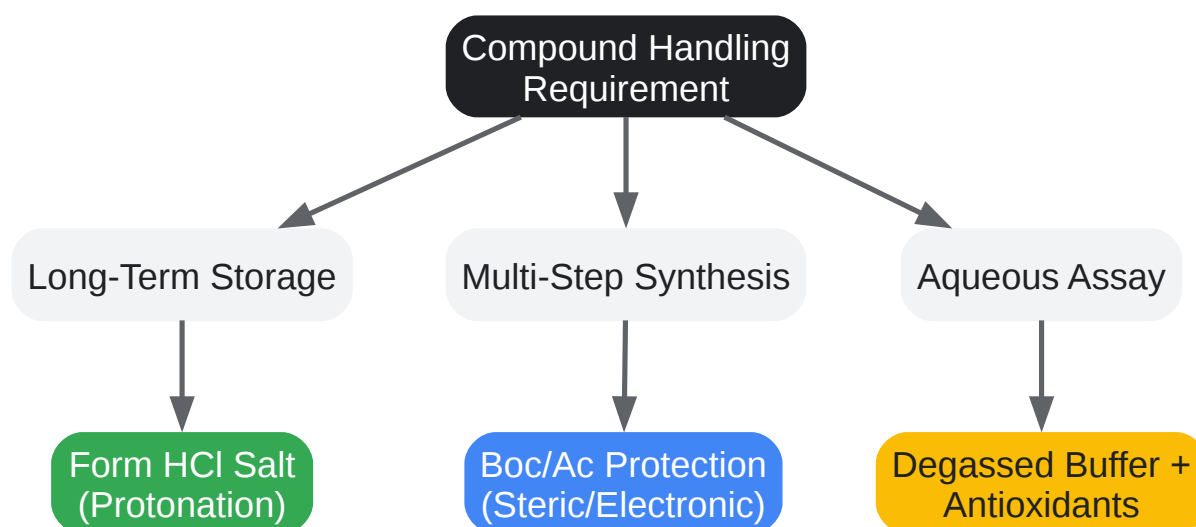 Compound Handling
Requirement
Long-Term Storage
Multi-Step Synthesis
Aqueous Assay
Form HCl Salt
(Protonation)
Boc/Ac Protection
(Steric/Electronic)
Degassed Buffer +
Antioxidants